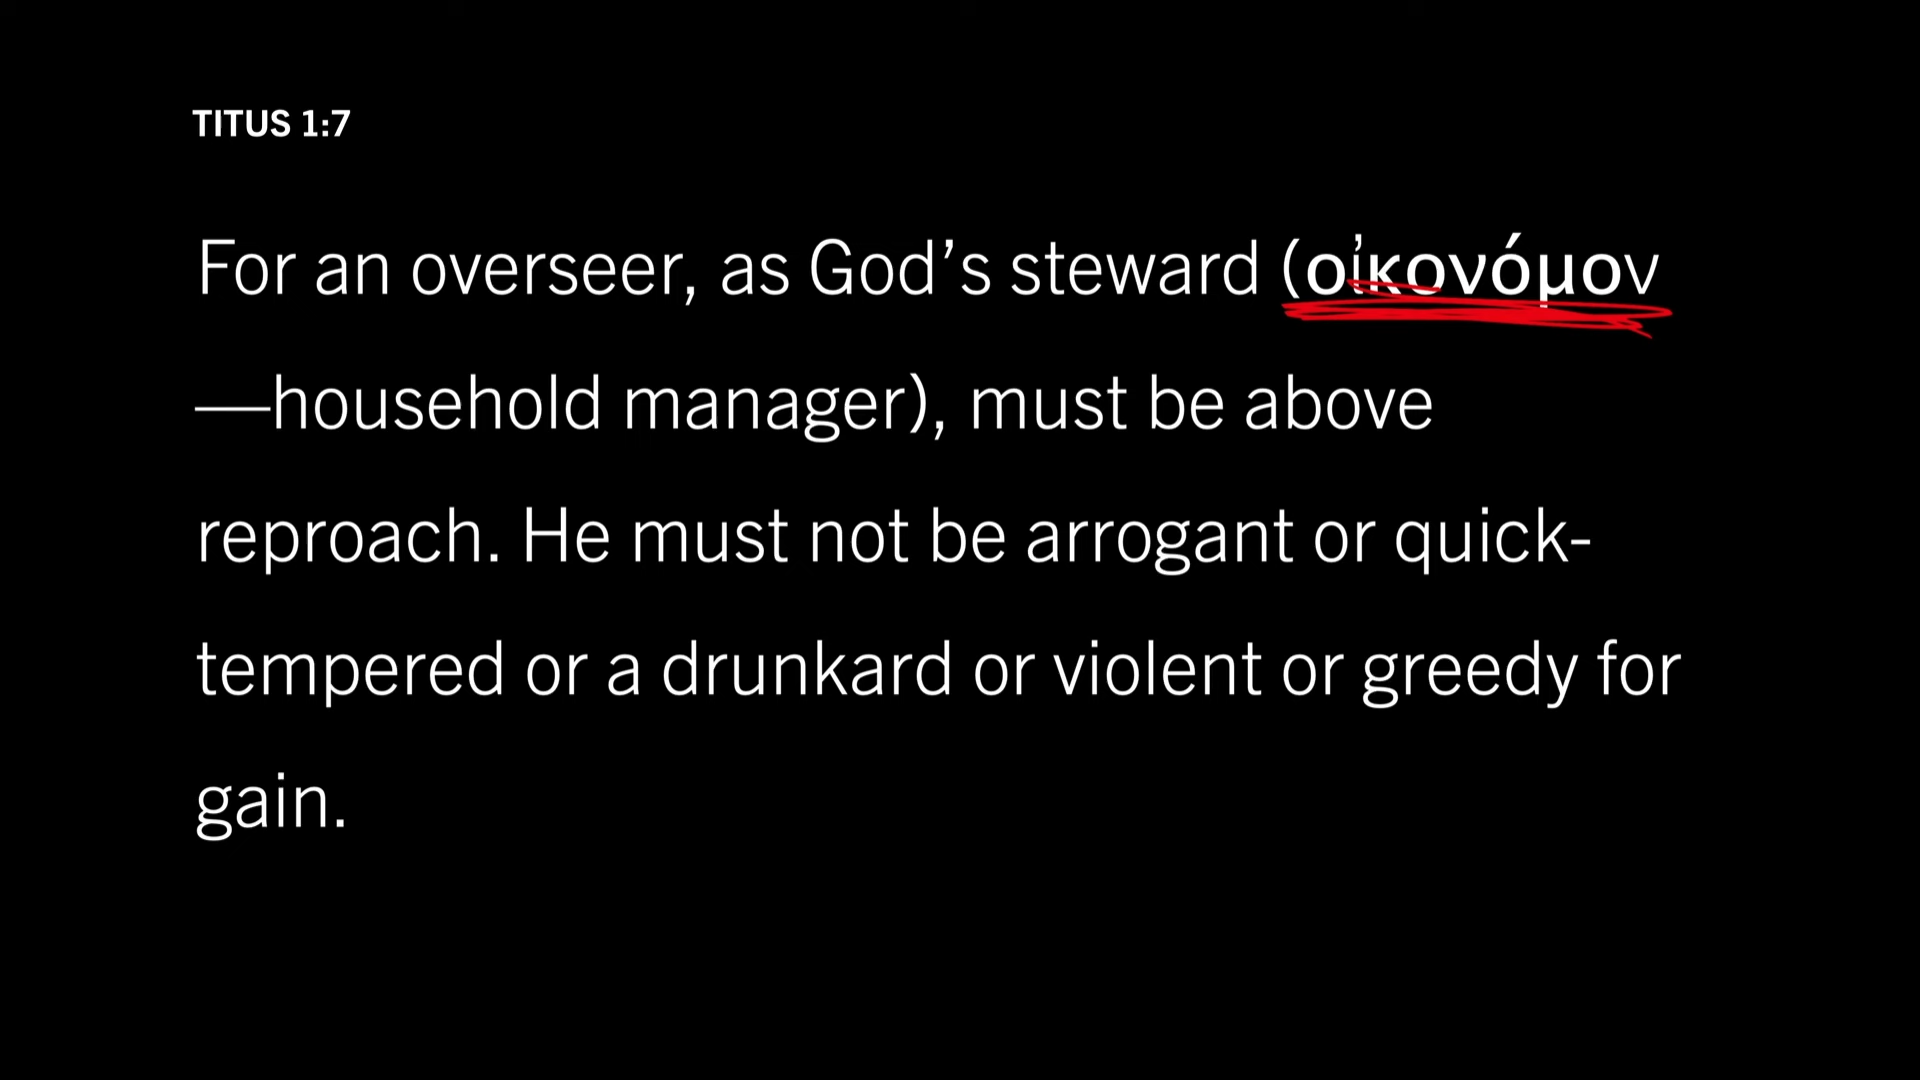 TITUS 1:7
For an overseer, as God’s steward (οἰκονόμον
—household manager), must be above
reproach. He must not be arrogant or quick-
tempered or a drunkard or violent or greedy for
gain.